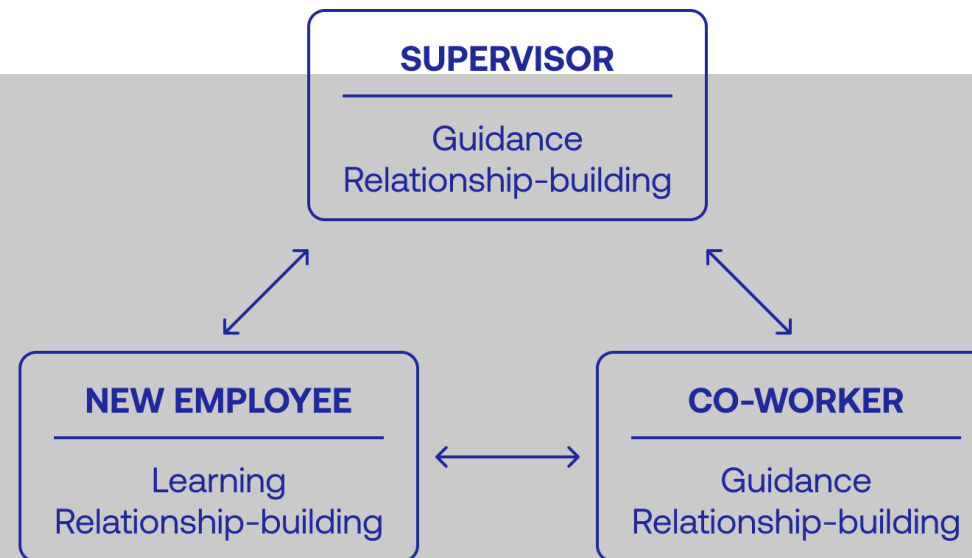 SUPERVISOR
Guidance
Relationship-building
NEW EMPLOYEE
Learning
Relationship-building
CO-WORKER
Guidance
Relationship-building